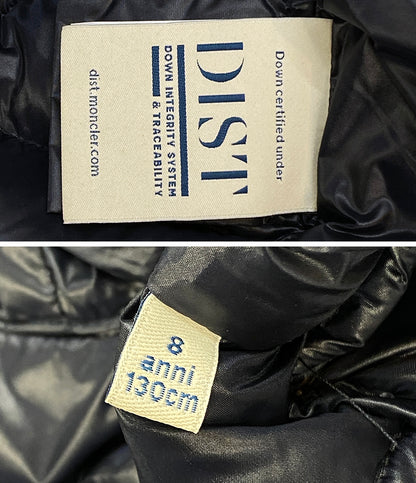 Down certified under
DIST
DOWN INTEGRITY SYSTEM
& TRACEABILITY
dist.moncler.com
8
anni
130cm